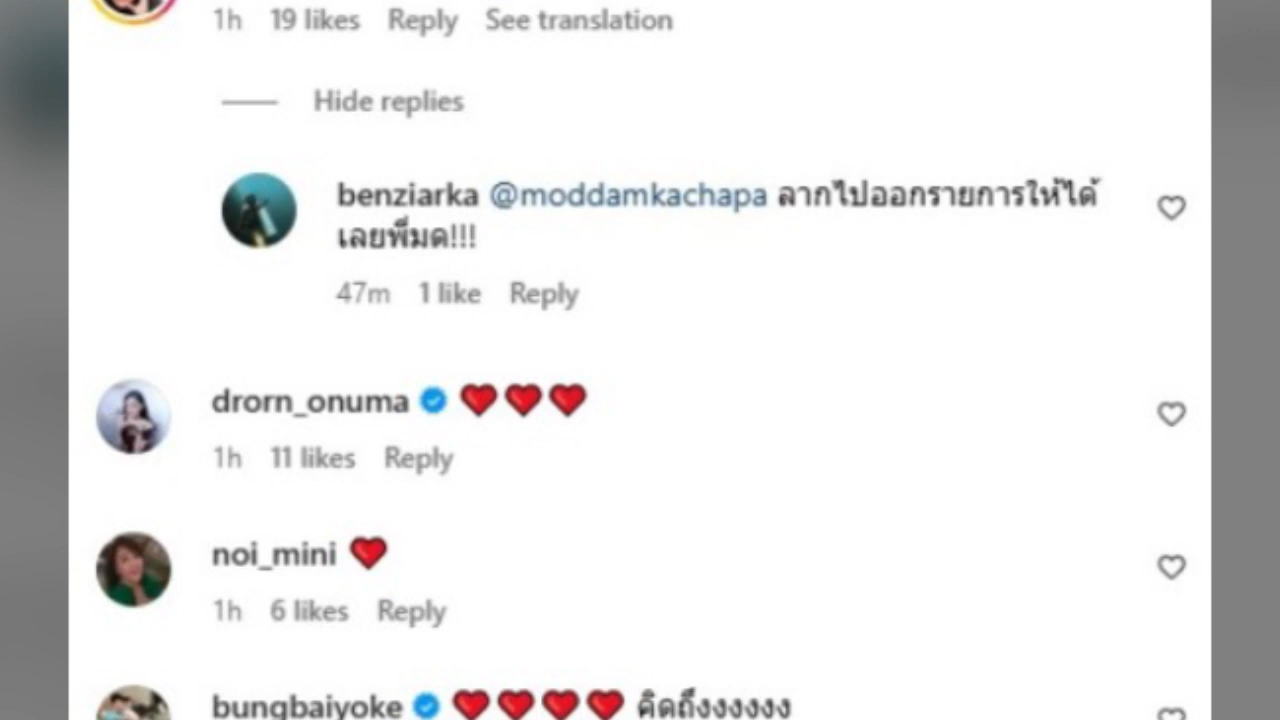 1h 19 likes Reply See translation
Hide replies
benziarka @moddamkachapa ลากไปออกรายการให้ได้
เลยพี่มด!!!
47m 1 like Reply
drorn_onuma ❤️❤️❤️
1h 11 likes Reply
noi_mini ❤️
1h 6 likes Reply
bungbaiyoke ❤️❤️❤️❤️ คิดถึงงงงงง